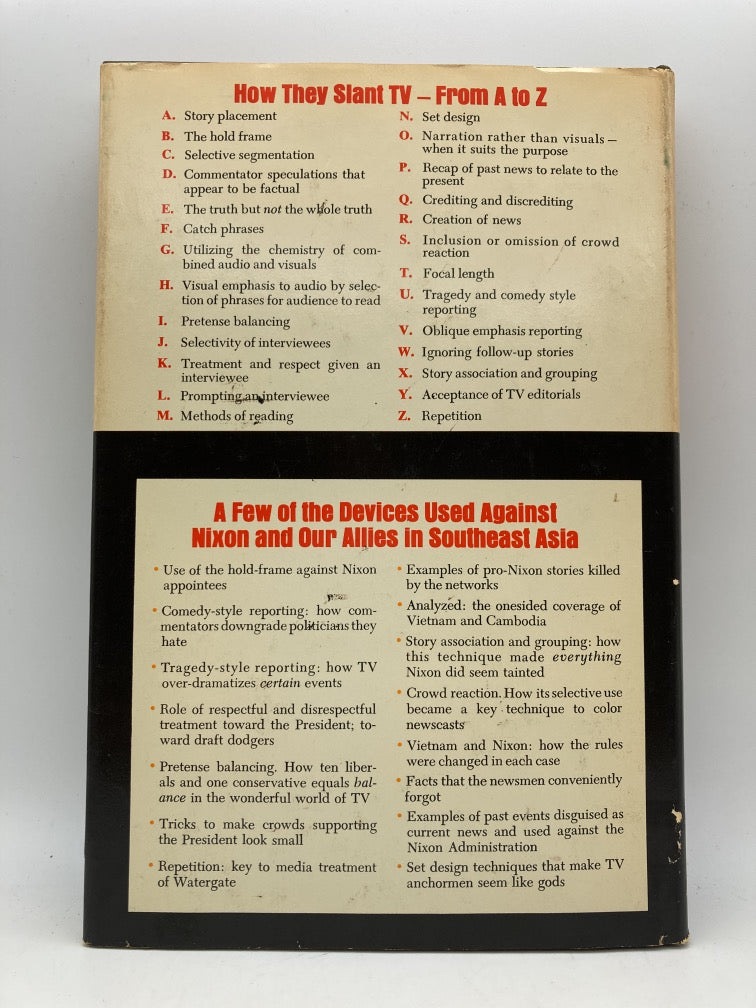 How They Slant TV – From A to Z
A. Story placement
B. The hold frame
C. Selective segmentation
D. Commentator speculations that
appear to be factual
E. The truth but not the whole truth
F. Catch phrases
G. Utilizing the chemistry of com-
bined audio and visuals
H. Visual emphasis to audio by selec-
tion of phrases for audience to read
I. Pretense balancing
J. Selectivity of interviewees
K. Treatment and respect given an
interviewee
L. Prompting an interviewee
M. Methods of reading
N. Set design
O. Narration rather than visuals –
when it suits the purpose
P. Recap of past news to relate to the
present
Q. Crediting and discrediting
R. Creation of news
S. Inclusion or omission of crowd
reaction
T. Focal length
U. Tragedy and comedy style
reporting
V. Oblique emphasis reporting
W. Ignoring follow-up stories
X. Story association and grouping
Y. Acceptance of TV editorials
Z. Repetition
A Few of the Devices Used Against
Nixon and Our Allies in Southeast Asia
• Use of the hold-frame against Nixon
appointees
• Comedy-style reporting: how com-
mentators downgrade politicians they
hate
• Tragedy-style reporting: how TV
over-dramatizes certain events
• Role of respectful and disrespectful
treatment toward the President; to-
ward draft dodgers
• Pretense balancing. How ten liber-
als and one conservative equals bal-
ance in the wonderful world of TV
• Tricks to make crowds supporting
the President look small
• Repetition: key to media treatment
of Watergate
• Examples of pro-Nixon stories killed
by the networks
• Analyzed: the onesided coverage of
Vietnam and Cambodia
• Story association and grouping: how
this technique made everything
Nixon did seem tainted
• Crowd reaction. How its selective use
became a key technique to color
newscasts
• Vietnam and Nixon: how the rules
were changed in each case
• Facts that the newsmen conveniently
forgot
• Examples of past events disguised as
current news and used against the
Nixon Administration
• Set design techniques that make TV
anchormen seem like gods